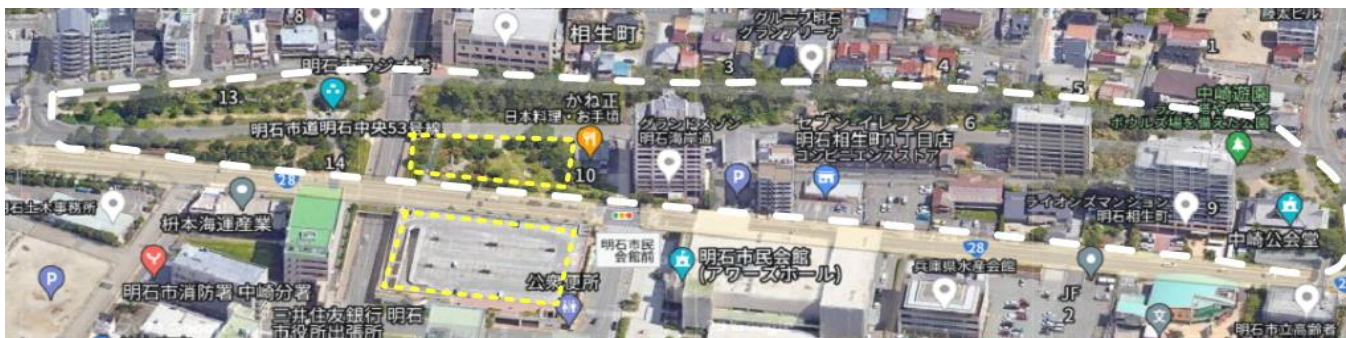 8
相生町
グループ明石
グランアリーナ
1
3
4
5
13
かね正
日本料理・お手頃
グランドメゾン
明石海岸通
セブン-イレブン
明石相生町1丁目店
コンビニエンスストア
6
中崎遊園
明石市道明石中央53号線
14
10
28
石土木事務所
枡本海運産業
ライオンズマンション
明石相生町
9
中崎公会堂
明石市民
会館前
明石市民会館
(アワーズホール)
28
兵庫県水産会館
公衆便所
明石市消防署 中崎分署
三井住友銀行 明石
市役所出張所
JF
2
明石市立高齢者
P
P
文